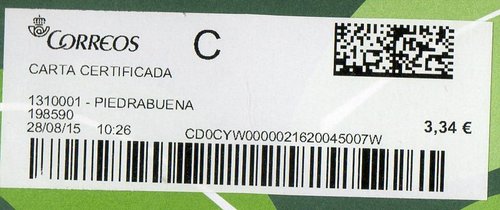 CORREOS
C
CARTA CERTIFICADA
1310001 - PIEDRABUENA
198590
28/08/15 10:26 CD0CYW0000021620045007W 3,34 €